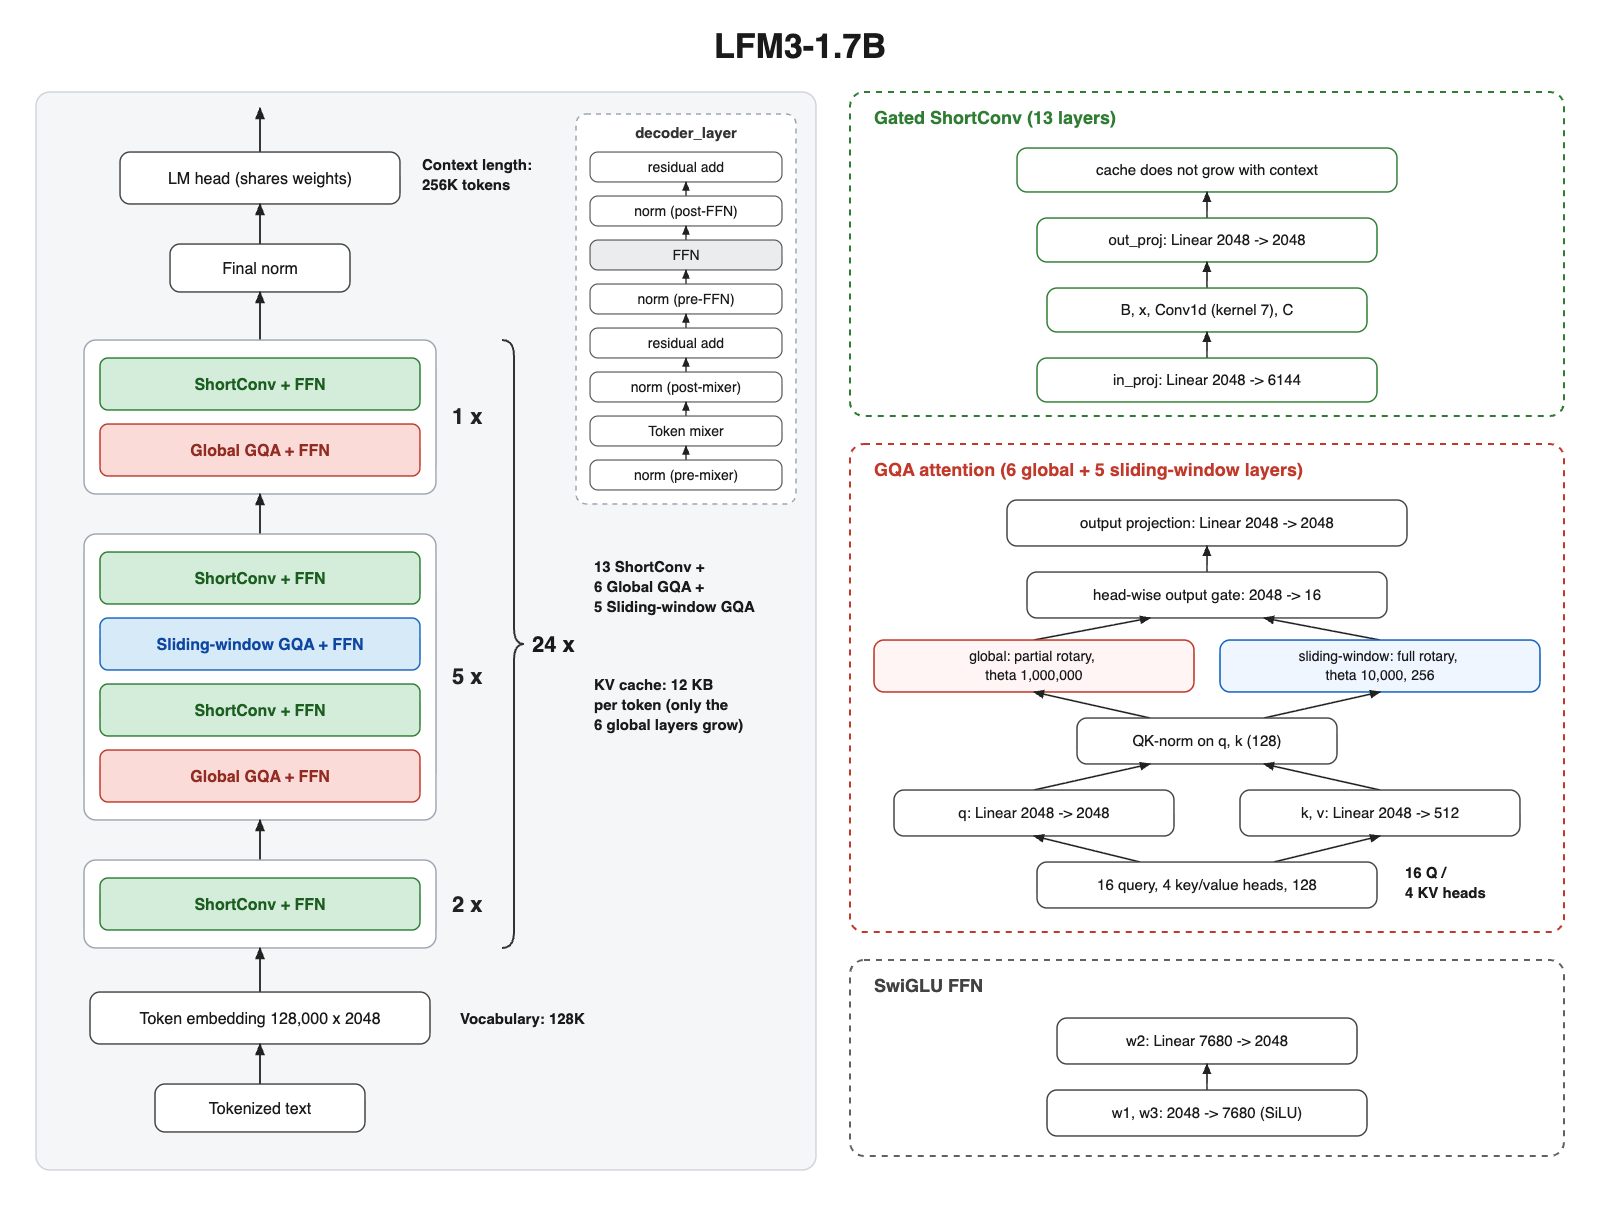 LFM3-1.7B
LM head (shares weights)
Context length:
256K tokens
Final norm
ShortConv + FFN
Global GQA + FFN
1 x
ShortConv + FFN
Sliding-window GQA + FFN
ShortConv + FFN
Global GQA + FFN
5 x
24 x
ShortConv + FFN
2 x
Token embedding 128,000 x 2048
Vocabulary: 128K
Tokenized text
decoder_layer
residual add
norm (post-FFN)
FFN
norm (pre-FFN)
residual add
norm (post-mixer)
Token mixer
norm (pre-mixer)
13 ShortConv +
6 Global GQA +
5 Sliding-window GQA
KV cache: 12 KB
per token (only the
6 global layers grow)
Gated ShortConv (13 layers)
cache does not grow with context
out_proj: Linear 2048 -> 2048
B, x, Conv1d (kernel 7), C
in_proj: Linear 2048 -> 6144
GQA attention (6 global + 5 sliding-window layers)
output projection: Linear 2048 -> 2048
head-wise output gate: 2048 -> 16
global: partial rotary,
theta 1,000,000
sliding-window: full rotary,
theta 10,000, 256
QK-norm on q, k (128)
q: Linear 2048 -> 2048
k, v: Linear 2048 -> 512
16 query, 4 key/value heads, 128
16 Q /
4 KV heads
SwiGLU FFN
w2: Linear 7680 -> 2048
w1, w3: 2048 -> 7680 (SiLU)